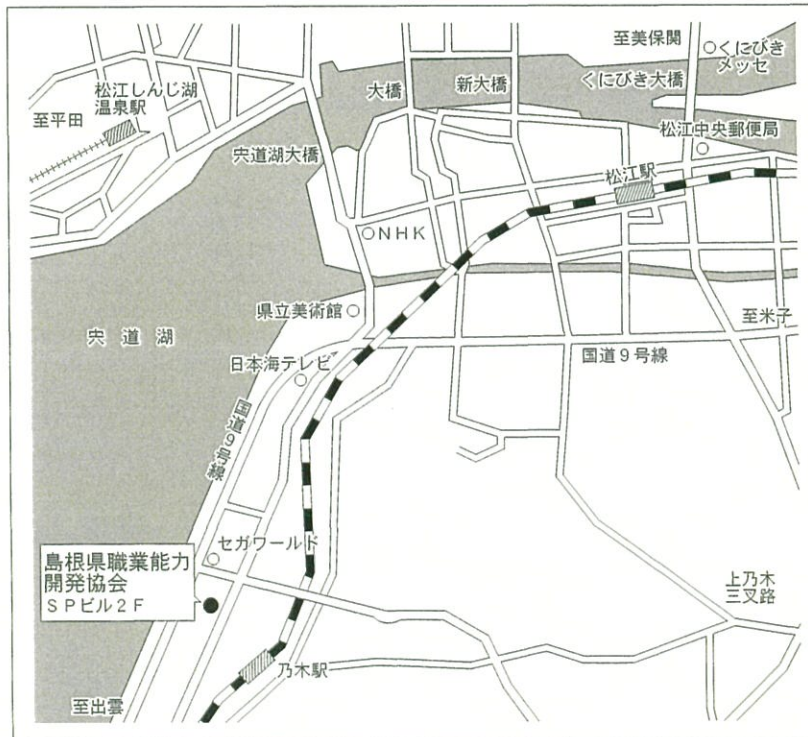 至美保関
くにびき
メッセ
大橋
新大橋
くにびき大橋
松江しんじ湖
温泉駅
至平田
松江中央郵便局
宍道湖大橋
松江駅
NHK
県立美術館
至米子
宍道湖
日本海テレビ
国道9号線
国道9号線
セガワールド
島根県職業能力
開発協会
SPビル2F
上乃木
三叉路
乃木駅
至出雲